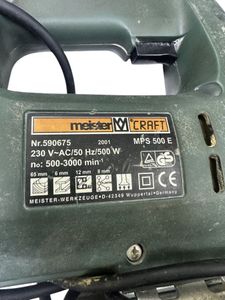 meister CRAFT
Nr.590675 2001 MPS 500 E
230 V~AC/50 Hz/500 W
n₀: 500-3000 min⁻¹
65 mm 6 mm 12 mm 8 mm
MEISTER-WERKZEUGE•D-42349 Wuppertal•Germany